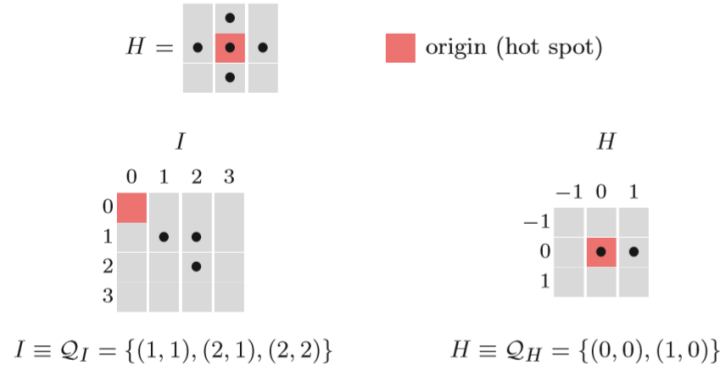 H =
origin (hot spot)
I
0 1 2 3
0
1
2
3
I ≡ 𝒬_I = {(1, 1), (2, 1), (2, 2)}
H
−1 0 1
−1
0
1
H ≡ 𝒬_H = {(0, 0), (1, 0)}